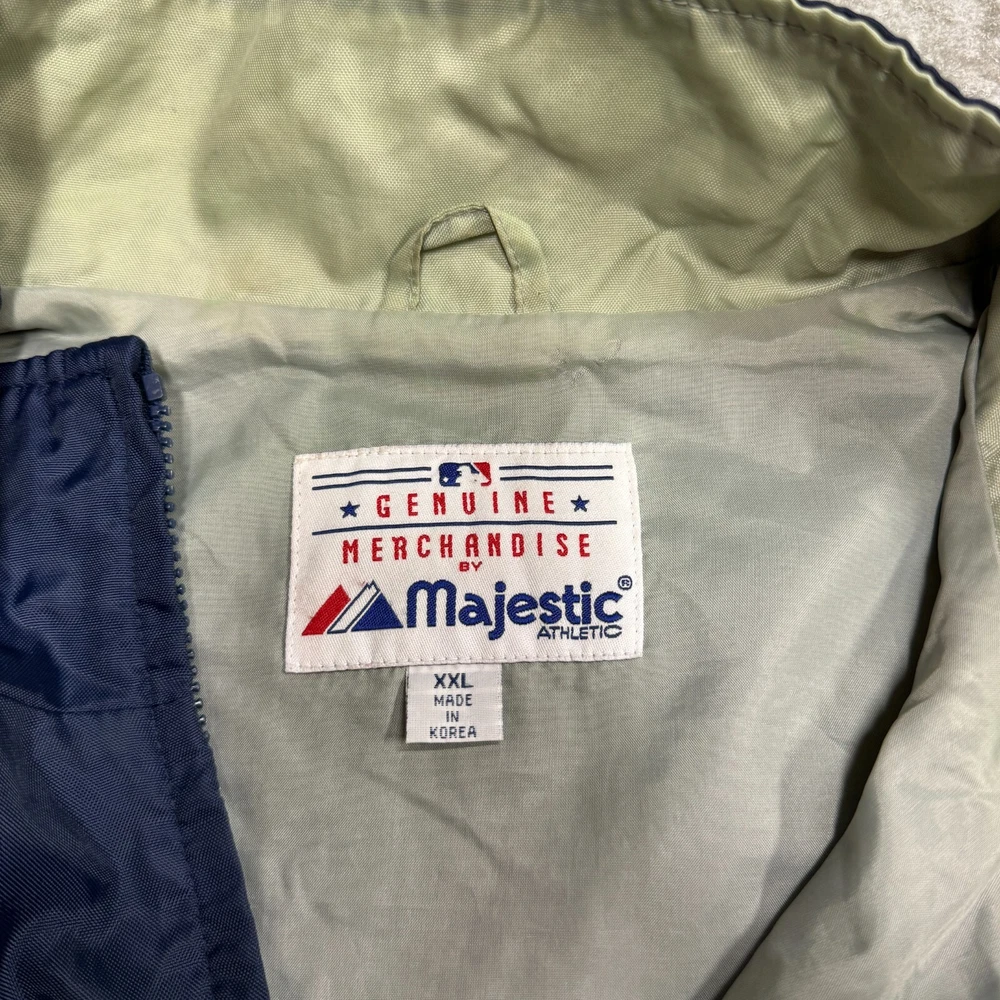 ★ GENUINE ★
MERCHANDISE
BY
Majestic®
ATHLETIC
XXL
MADE
IN
KOREA